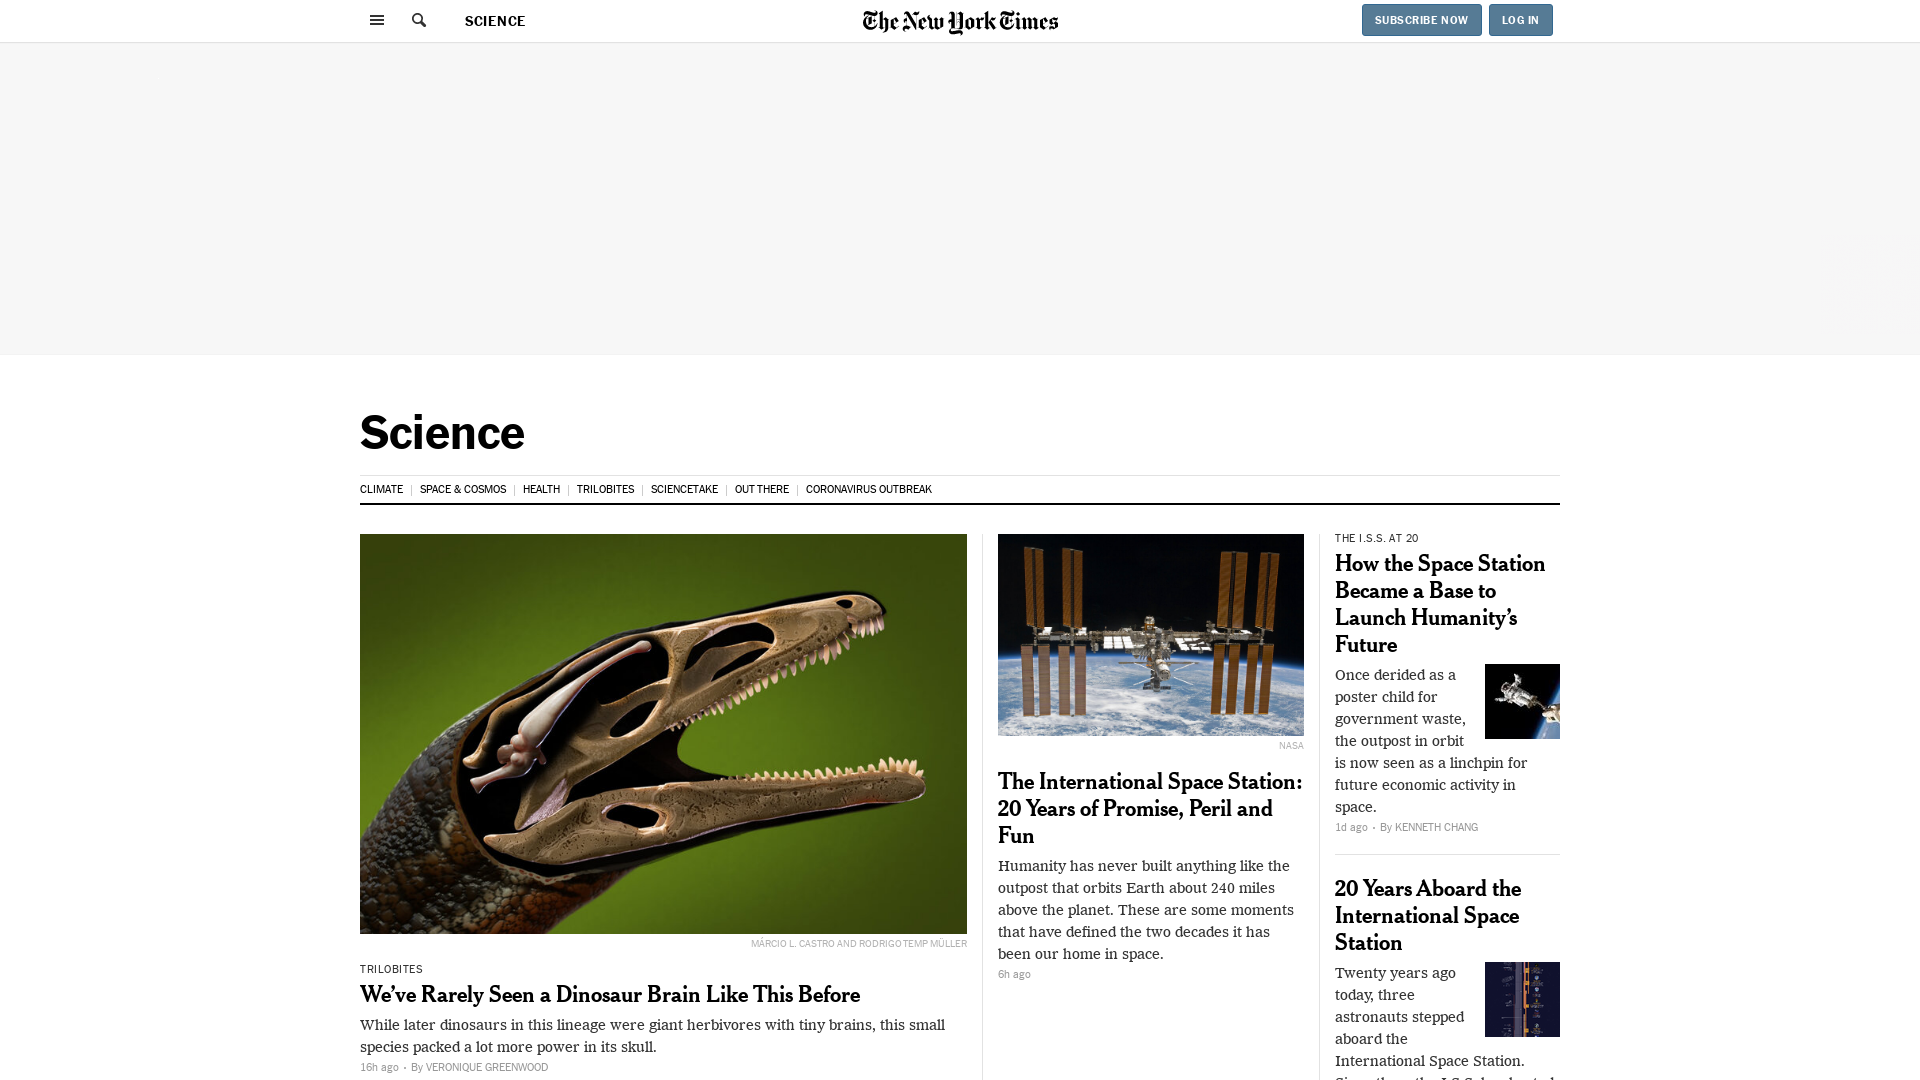 SCIENCE
The New York Times
SUBSCRIBE NOW
LOG IN
Science
CLIMATE
SPACE & COSMOS
HEALTH
TRILOBITES
SCIENCETAKE
OUT THERE
CORONAVIRUS OUTBREAK
MÁRCIO L. CASTRO AND RODRIGO TEMP MÜLLER
TRILOBITES
We’ve Rarely Seen a Dinosaur Brain Like This Before
While later dinosaurs in this lineage were giant herbivores with tiny brains, this small
species packed a lot more power in its skull.
16h ago • By VERONIQUE GREENWOOD
NASA
The International Space Station:
20 Years of Promise, Peril and
Fun
Humanity has never built anything like the
outpost that orbits Earth about 240 miles
above the planet. These are some moments
that have defined the two decades it has
been our home in space.
6h ago
THE I.S.S. AT 20
How the Space Station
Became a Base to
Launch Humanity’s
Future
Once derided as a
poster child for
government waste,
the outpost in orbit
is now seen as a linchpin for
future economic activity in
space.
1d ago • By KENNETH CHANG
20 Years Aboard the
International Space
Station
Twenty years ago
today, three
astronauts stepped
aboard the
International Space Station.